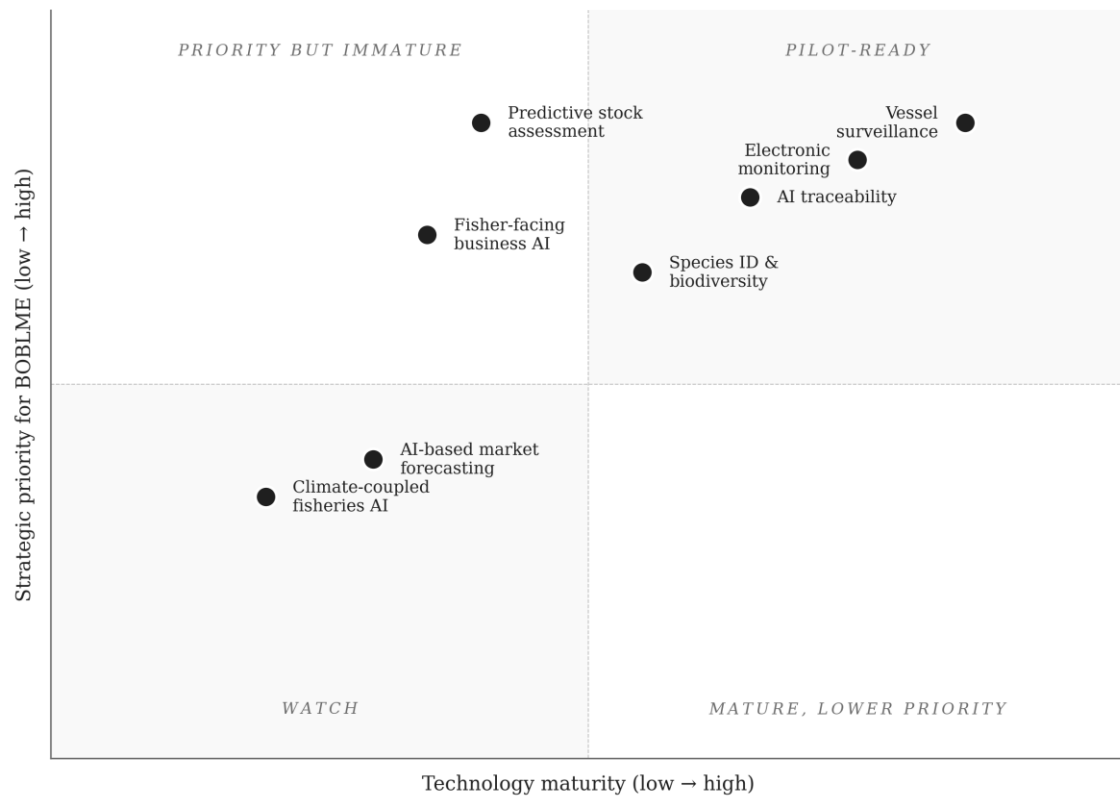 PRIORITY BUT IMMATURE
PILOT-READY
Predictive stock
assessment
Vessel
surveillance
Electronic
monitoring
AI traceability
Fisher-facing
business AI
Species ID &
biodiversity
Strategic priority for BOBLME (low → high)
AI-based market
forecasting
Climate-coupled
fisheries AI
WATCH
MATURE, LOWER PRIORITY
Technology maturity (low → high)